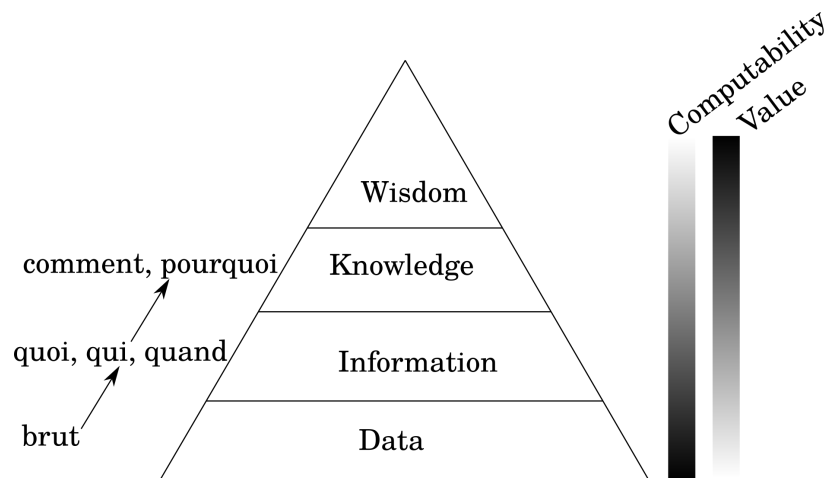 Computability
Value
Wisdom
comment, pourquoi
Knowledge
quoi, qui, quand
Information
brut
Data